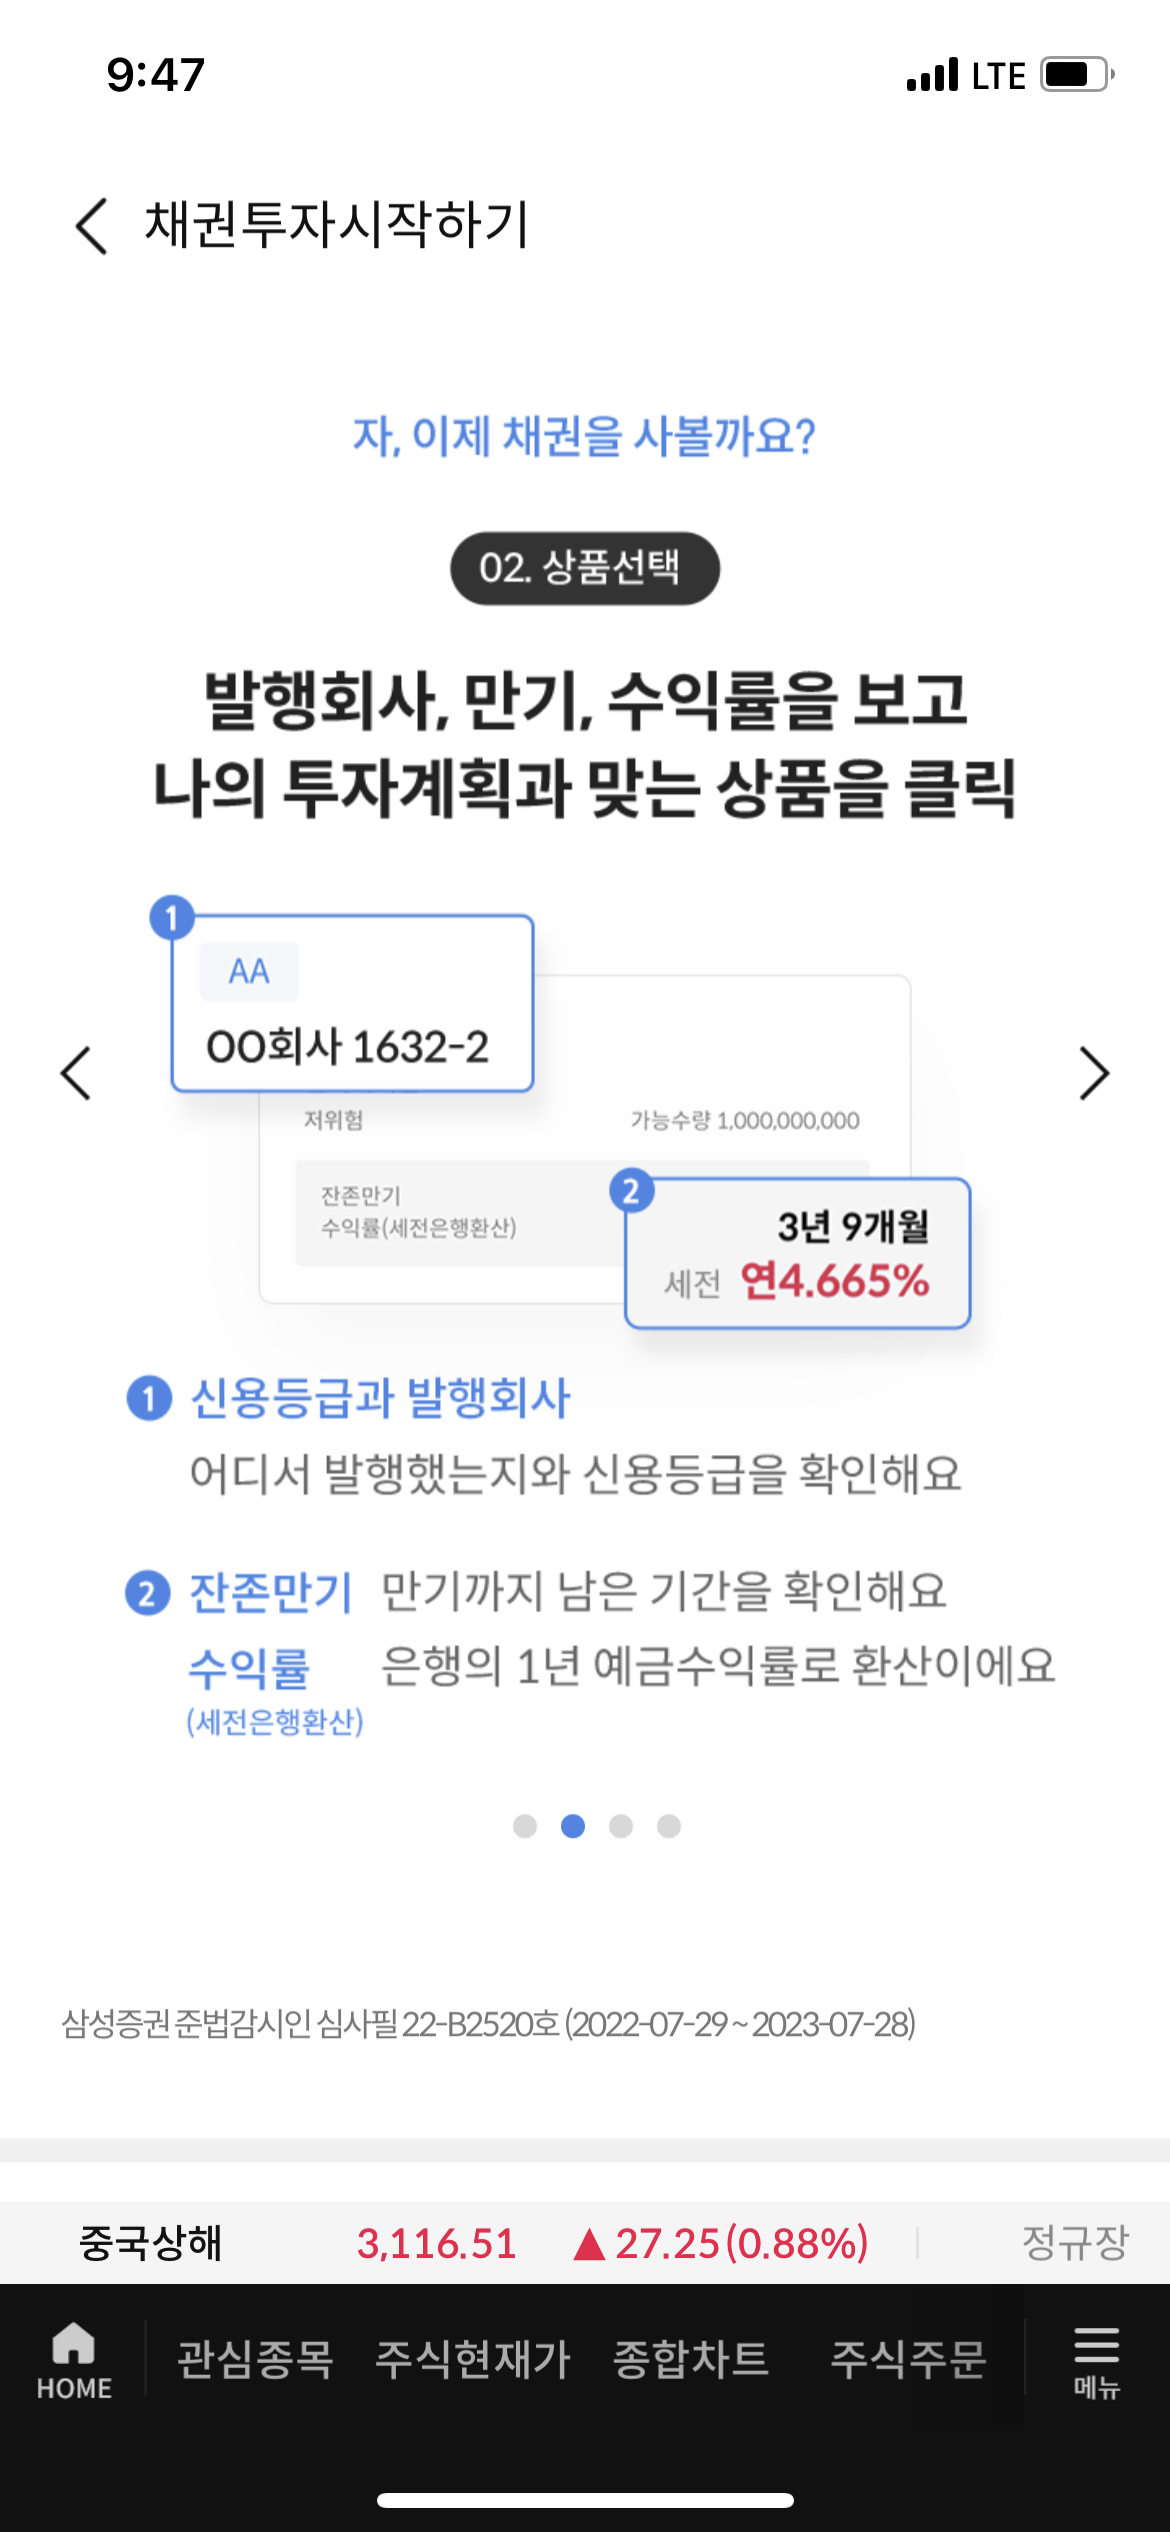 9:47
LTE
채권투자시작하기
자, 이제 채권을 사볼까요?
02. 상품선택
발행회사, 만기, 수익률을 보고
나의 투자계획과 맞는 상품을 클릭
1
AA
OO회사 1632-2
저위험 가능수량 1,000,000,000
잔존만기
수익률(세전은행환산)
2
3년 9개월
세전 연4.665%
1 신용등급과 발행회사
어디서 발행했는지와 신용등급을 확인해요
2 잔존만기 만기까지 남은 기간을 확인해요
수익률 은행의 1년 예금수익률로 환산이에요
(세전은행환산)
삼성증권 준법감시인 심사필 22-B2520호 (2022-07-29 ~ 2023-07-28)
중국상해 3,116.51 ▲ 27.25(0.88%) 정규장
HOME 관심종목 주식현재가 종합차트 주식주문 메뉴